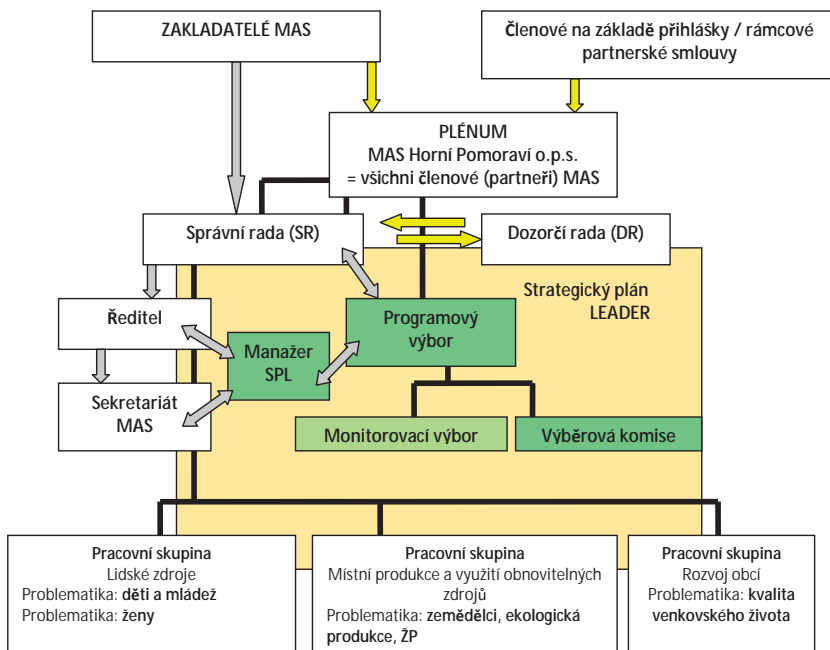 ZAKLADATELÉ MAS
Členové na základě přihlášky / rámcové
partnerské smlouvy
PLÉNUM
MAS Horní Pomoraví o.p.s.
= všichni členové (partneři) MAS
Správní rada (SR)
Dozorčí rada (DR)
Strategický plán
LEADER
Ředitel
Programový
výbor
Manažer
SPL
Sekretariát
MAS
Monitorovací výbor
Výběrová komise
Pracovní skupina
Lidské zdroje
Problematika: děti a mládež
Problematika: ženy
Pracovní skupina
Místní produkce a využití obnovitelných
zdrojů
Problematika: zemědělci, ekologická
produkce, ŽP
Pracovní skupina
Rozvoj obcí
Problematika: kvalita
venkovského života